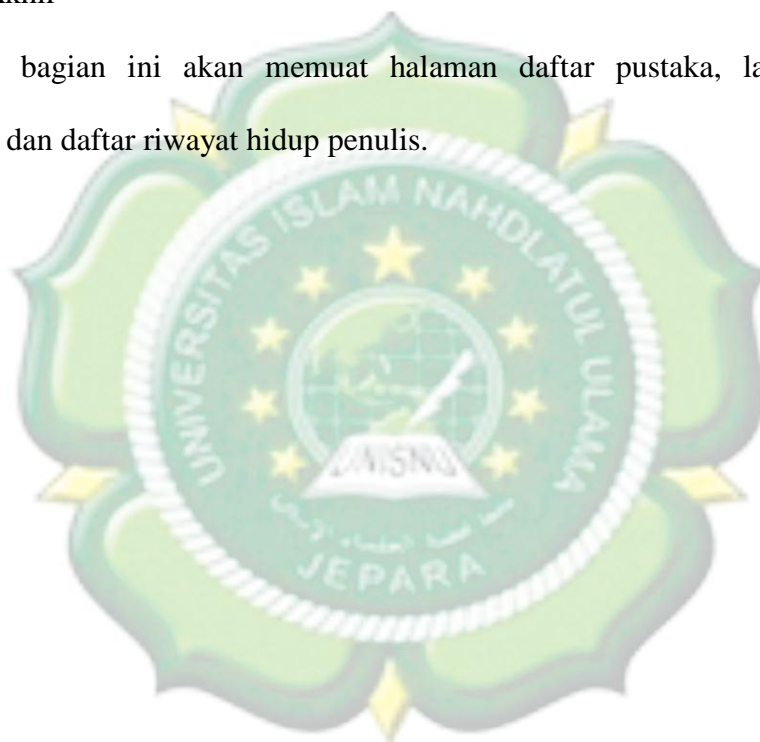 bagian ini akan memuat halaman daftar pustaka, la
dan daftar riwayat hidup penulis.
UNIVERSITAS ISLAM NAHDLATUL ULAMA
UNISNU
JEPARA